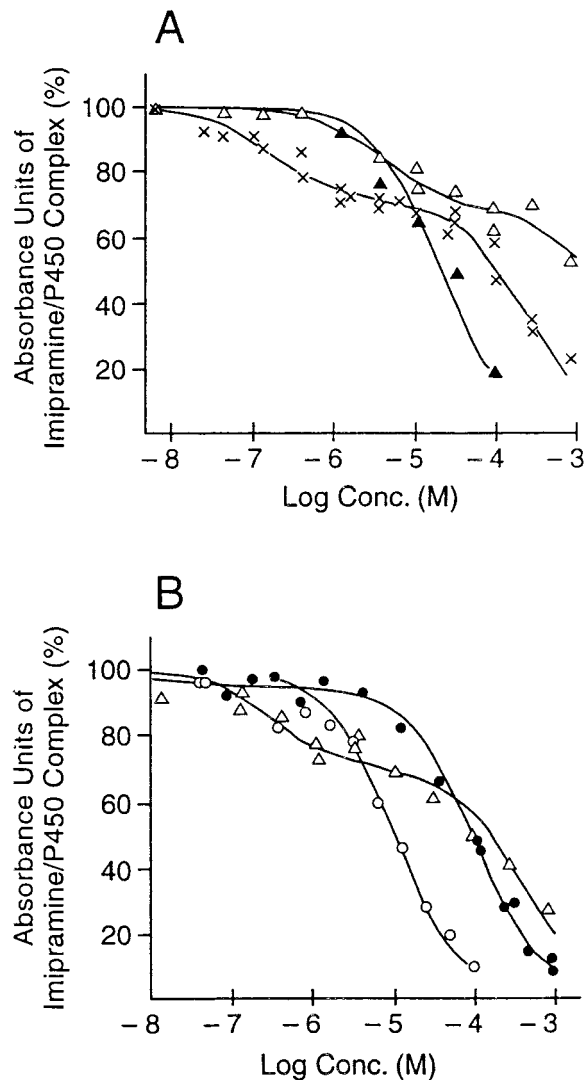 A
Absorbance Units of
Imipramine/P450 Complex (%)
100
80
60
40
20
−8 −7 −6 −5 −4 −3
Log Conc. (M)
B
Absorbance Units of
Imipramine/P450 Complex (%)
100
80
60
40
20
−8 −7 −6 −5 −4 −3
Log Conc. (M)